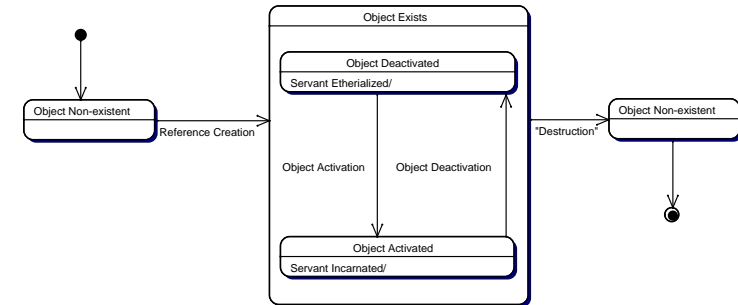 Object Exists
Object Deactivated
Servant Etherialized/
Object Non-existent
Reference Creation
Object Activation
Object Deactivation
"Destruction"
Object Non-existent
Object Activated
Servant Incarnated/